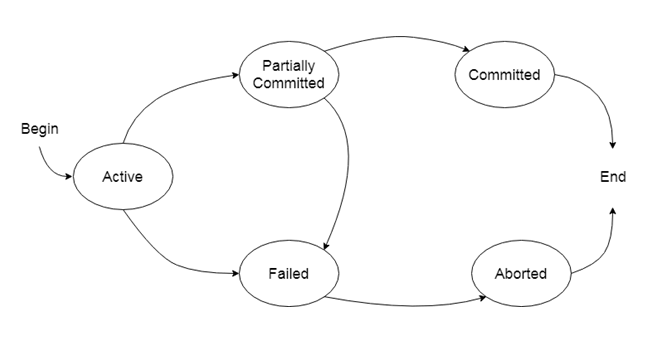 Partially
Committed
Committed
Begin
Active
End
Failed
Aborted